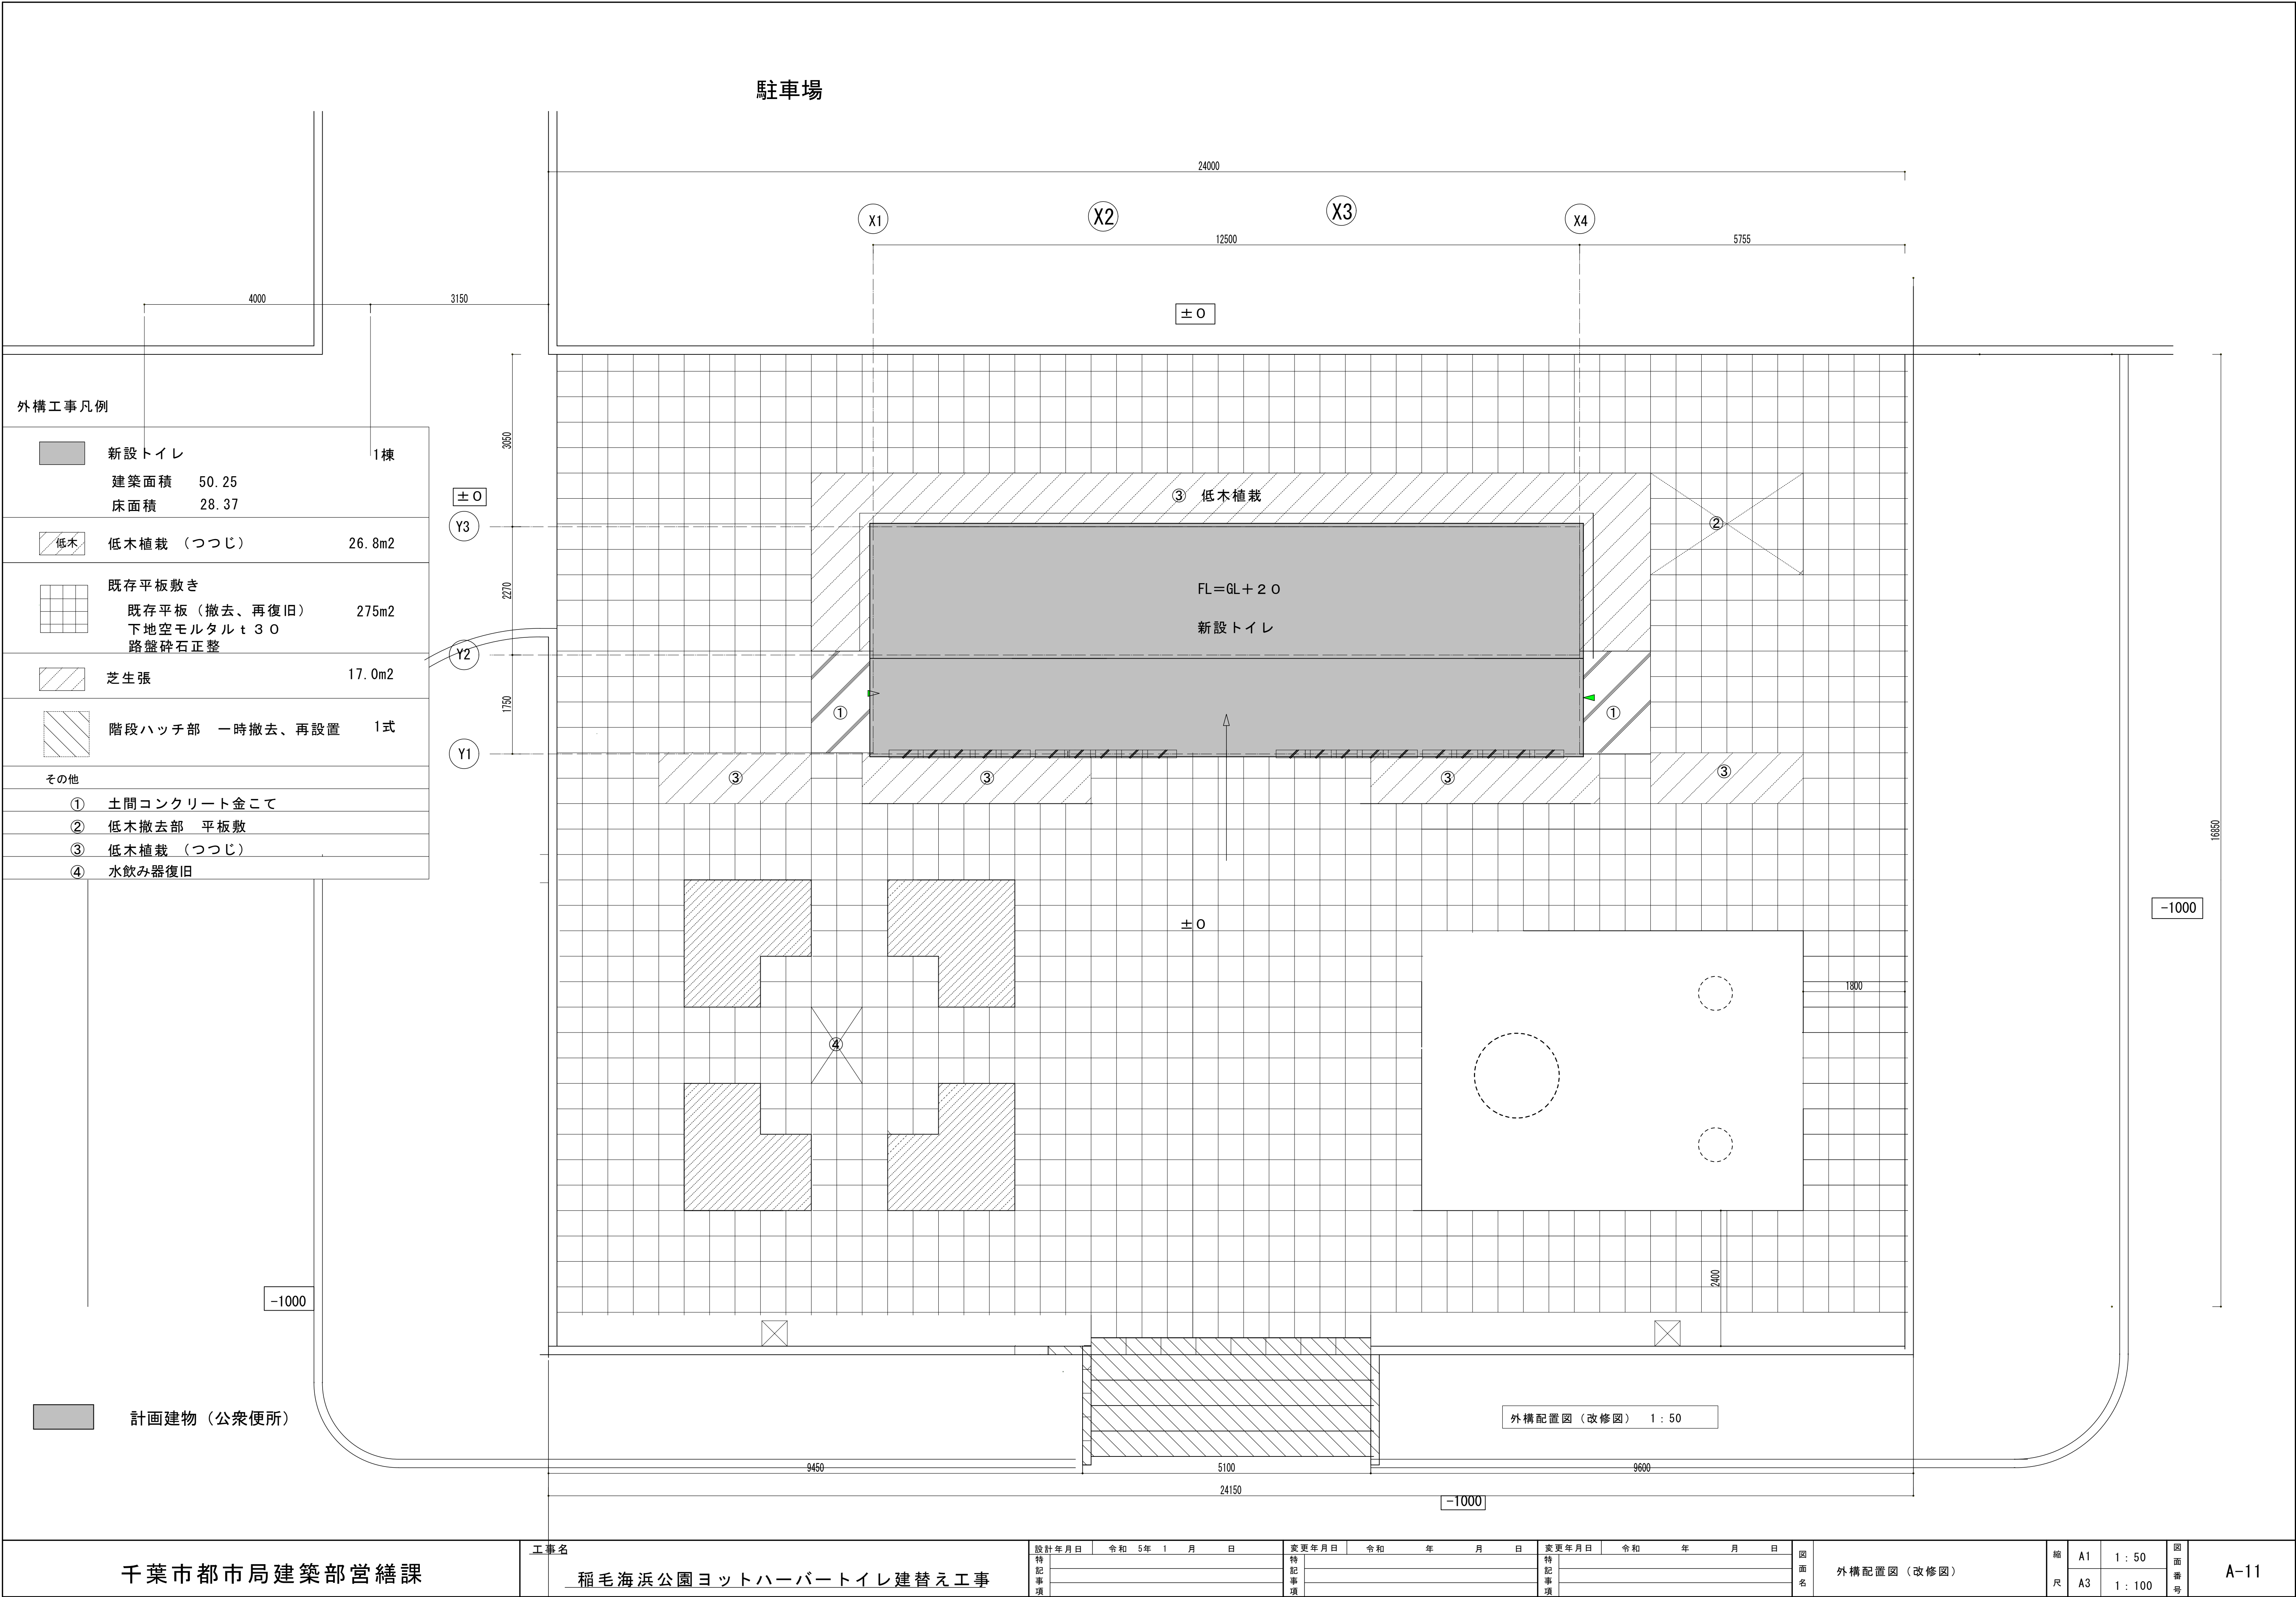 駐車場
24000
X1
X2
X3
X4
12500
5755
4000
3150
±0
外構工事凡例
新設トイレ 1棟
建築面積 50.25
床面積 28.37
低木 低木植栽 (つつじ) 26.8m2
既存平板敷き
既存平板(撤去、再復旧) 275m2
下地空モルタルt30
路盤砕石正整
芝生張 17.0m2
階段ハッチ部 一時撤去、再設置 1式
その他
① 土間コンクリート金こて
② 低木撤去部 平板敷
③ 低木植栽 (つつじ)
④ 水飲み器復旧
3050
±0
Y3
2270
Y2
1750
Y1
③ 低木植栽
②
FL=GL+20
新設トイレ
①
①
③
③
③
③
16850
±0
-1000
④
1800
2400
-1000
計画建物(公衆便所)
外構配置図(改修図) 1:50
9450
5100
9600
24150
-1000
千葉市都市局建築部営繕課
工事名
稲毛海浜公園ヨットハーバートイレ建替え工事
設計年月日 令和 5年 1 月 日
特記事項
変更年月日 令和 年 月 日
特記事項
変更年月日 令和 年 月 日
特記事項
図面名
外構配置図(改修図)
縮尺
A1 1:50
A3 1:100
図面番号
A-11